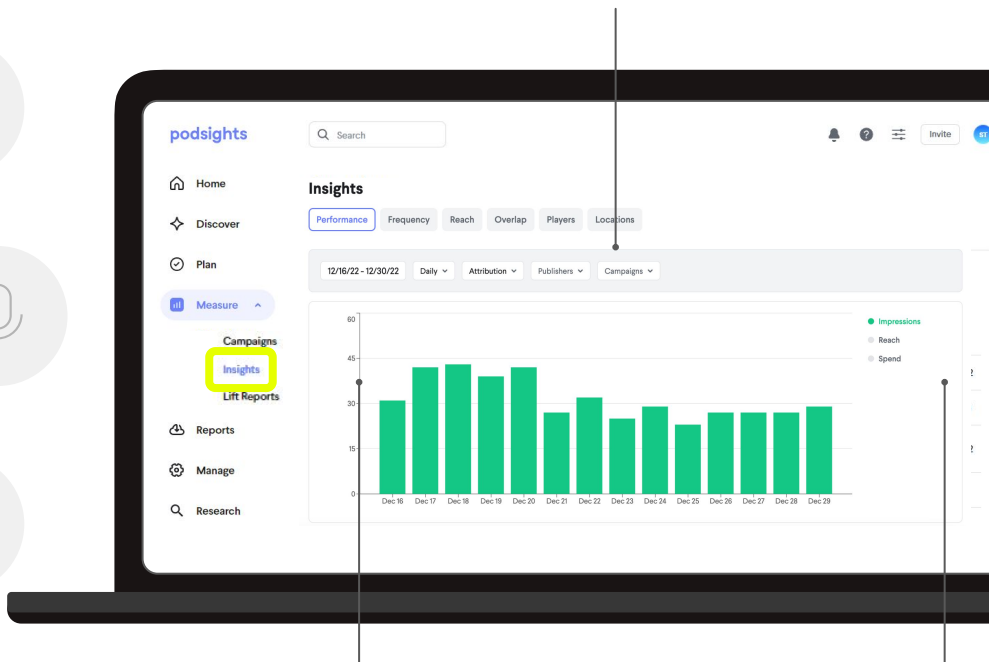 podsights
Search
Invite
ST
Home
Discover
Plan
Measure
Campaigns
Insights
Lift Reports
Reports
Manage
Research
Insights
Performance Frequency Reach Overlap Players Locations
12/16/22 - 12/30/22 Daily Attribution Publishers Campaigns
60
45
30
15
0
Dec 16 Dec 17 Dec 18 Dec 19 Dec 20 Dec 21 Dec 22 Dec 23 Dec 24 Dec 25 Dec 26 Dec 27 Dec 28 Dec 29
Impressions
Reach
Spend